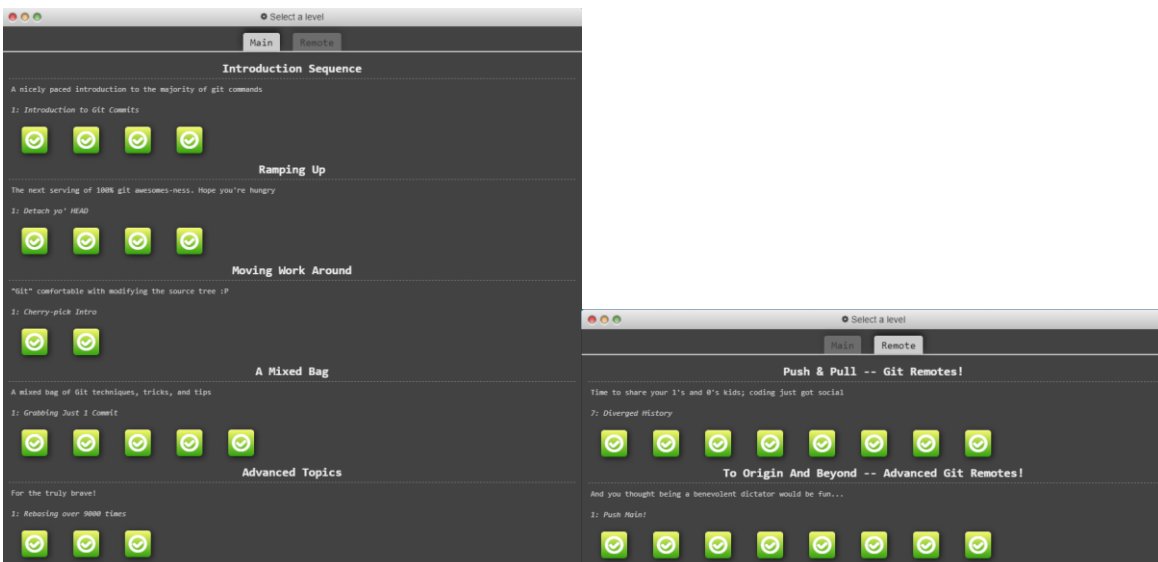 Select a level
Main Remote
Introduction Sequence
A nicely paced introduction to the majority of git commands
1: Introduction to Git Commits
Ramping Up
The next serving of 100% git awesomes-ness. Hope you're hungry
1: Detach yo' HEAD
Moving Work Around
"Git" comfortable with modifying the source tree :P
1: Cherry-pick Intro
A Mixed Bag
A mixed bag of Git techniques, tricks, and tips
1: Grabbing Just 1 Commit
Advanced Topics
For the truly brave!
1: Rebasing over 9000 times
Select a level
Main Remote
Push & Pull -- Git Remotes!
Time to share your 1's and 0's kids; coding just got social
7: Diverged History
To Origin And Beyond -- Advanced Git Remotes!
And you thought being a benevolent dictator would be fun...
1: Push Main!